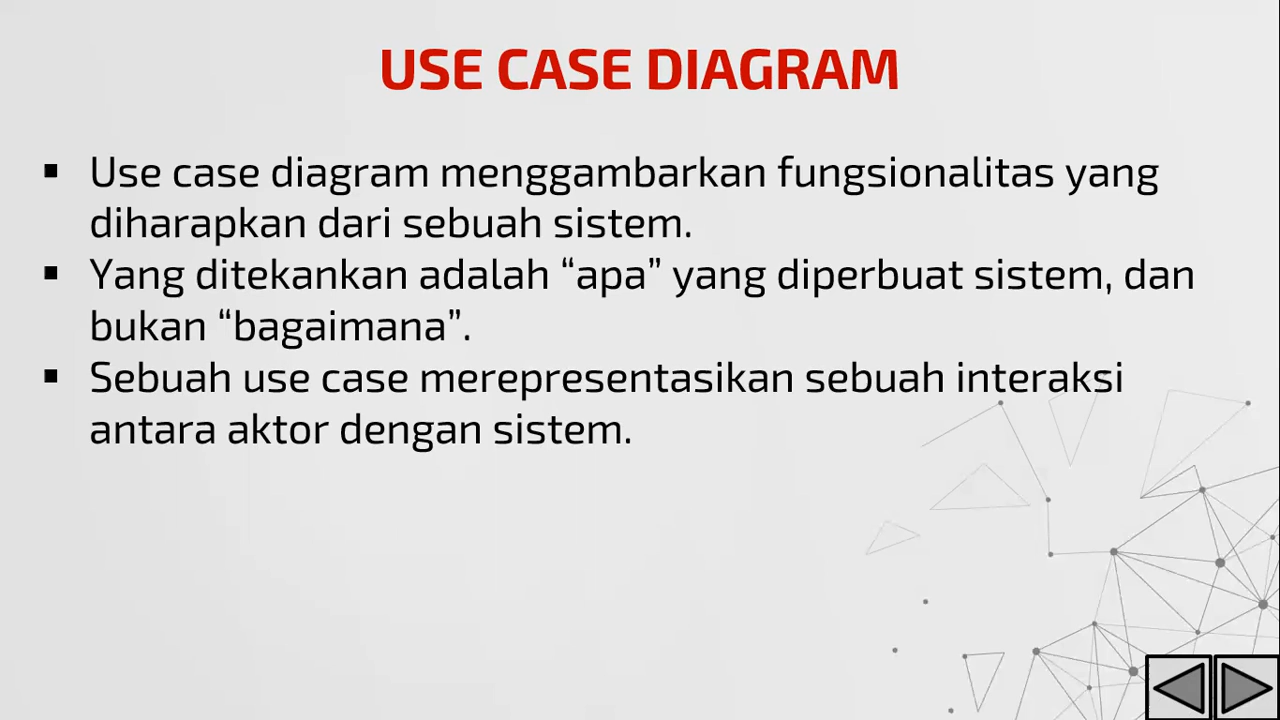 USE CASE DIAGRAM
▪ Use case diagram menggambarkan fungsionalitas yang
diharapkan dari sebuah sistem.
▪ Yang ditekankan adalah “apa” yang diperbuat sistem, dan
bukan “bagaimana”.
▪ Sebuah use case merepresentasikan sebuah interaksi
antara aktor dengan sistem.